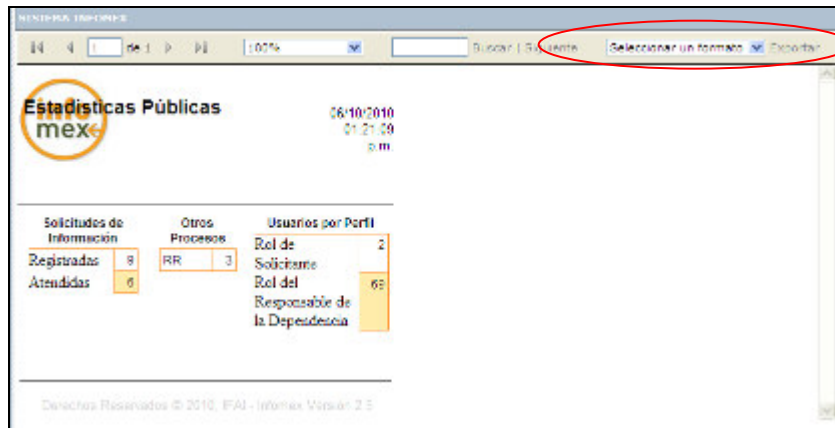 SISTEMA INFOMEX
1 de 1 100% Buscar | Siguiente Seleccionar un formato Exportar
info
mex
Estadísticas Públicas
06/10/2010
01:21:09
p.m.
Solicitudes de
Información
Registradas 9
Atendidas 6
Otros
Procesos
RR 3
Usuarios por Perfil
Rol de
Solicitante 2
Rol del
Responsable de
la Dependencia 69
Derechos Reservados © 2010, IFAI - Infomex Versión 2.5